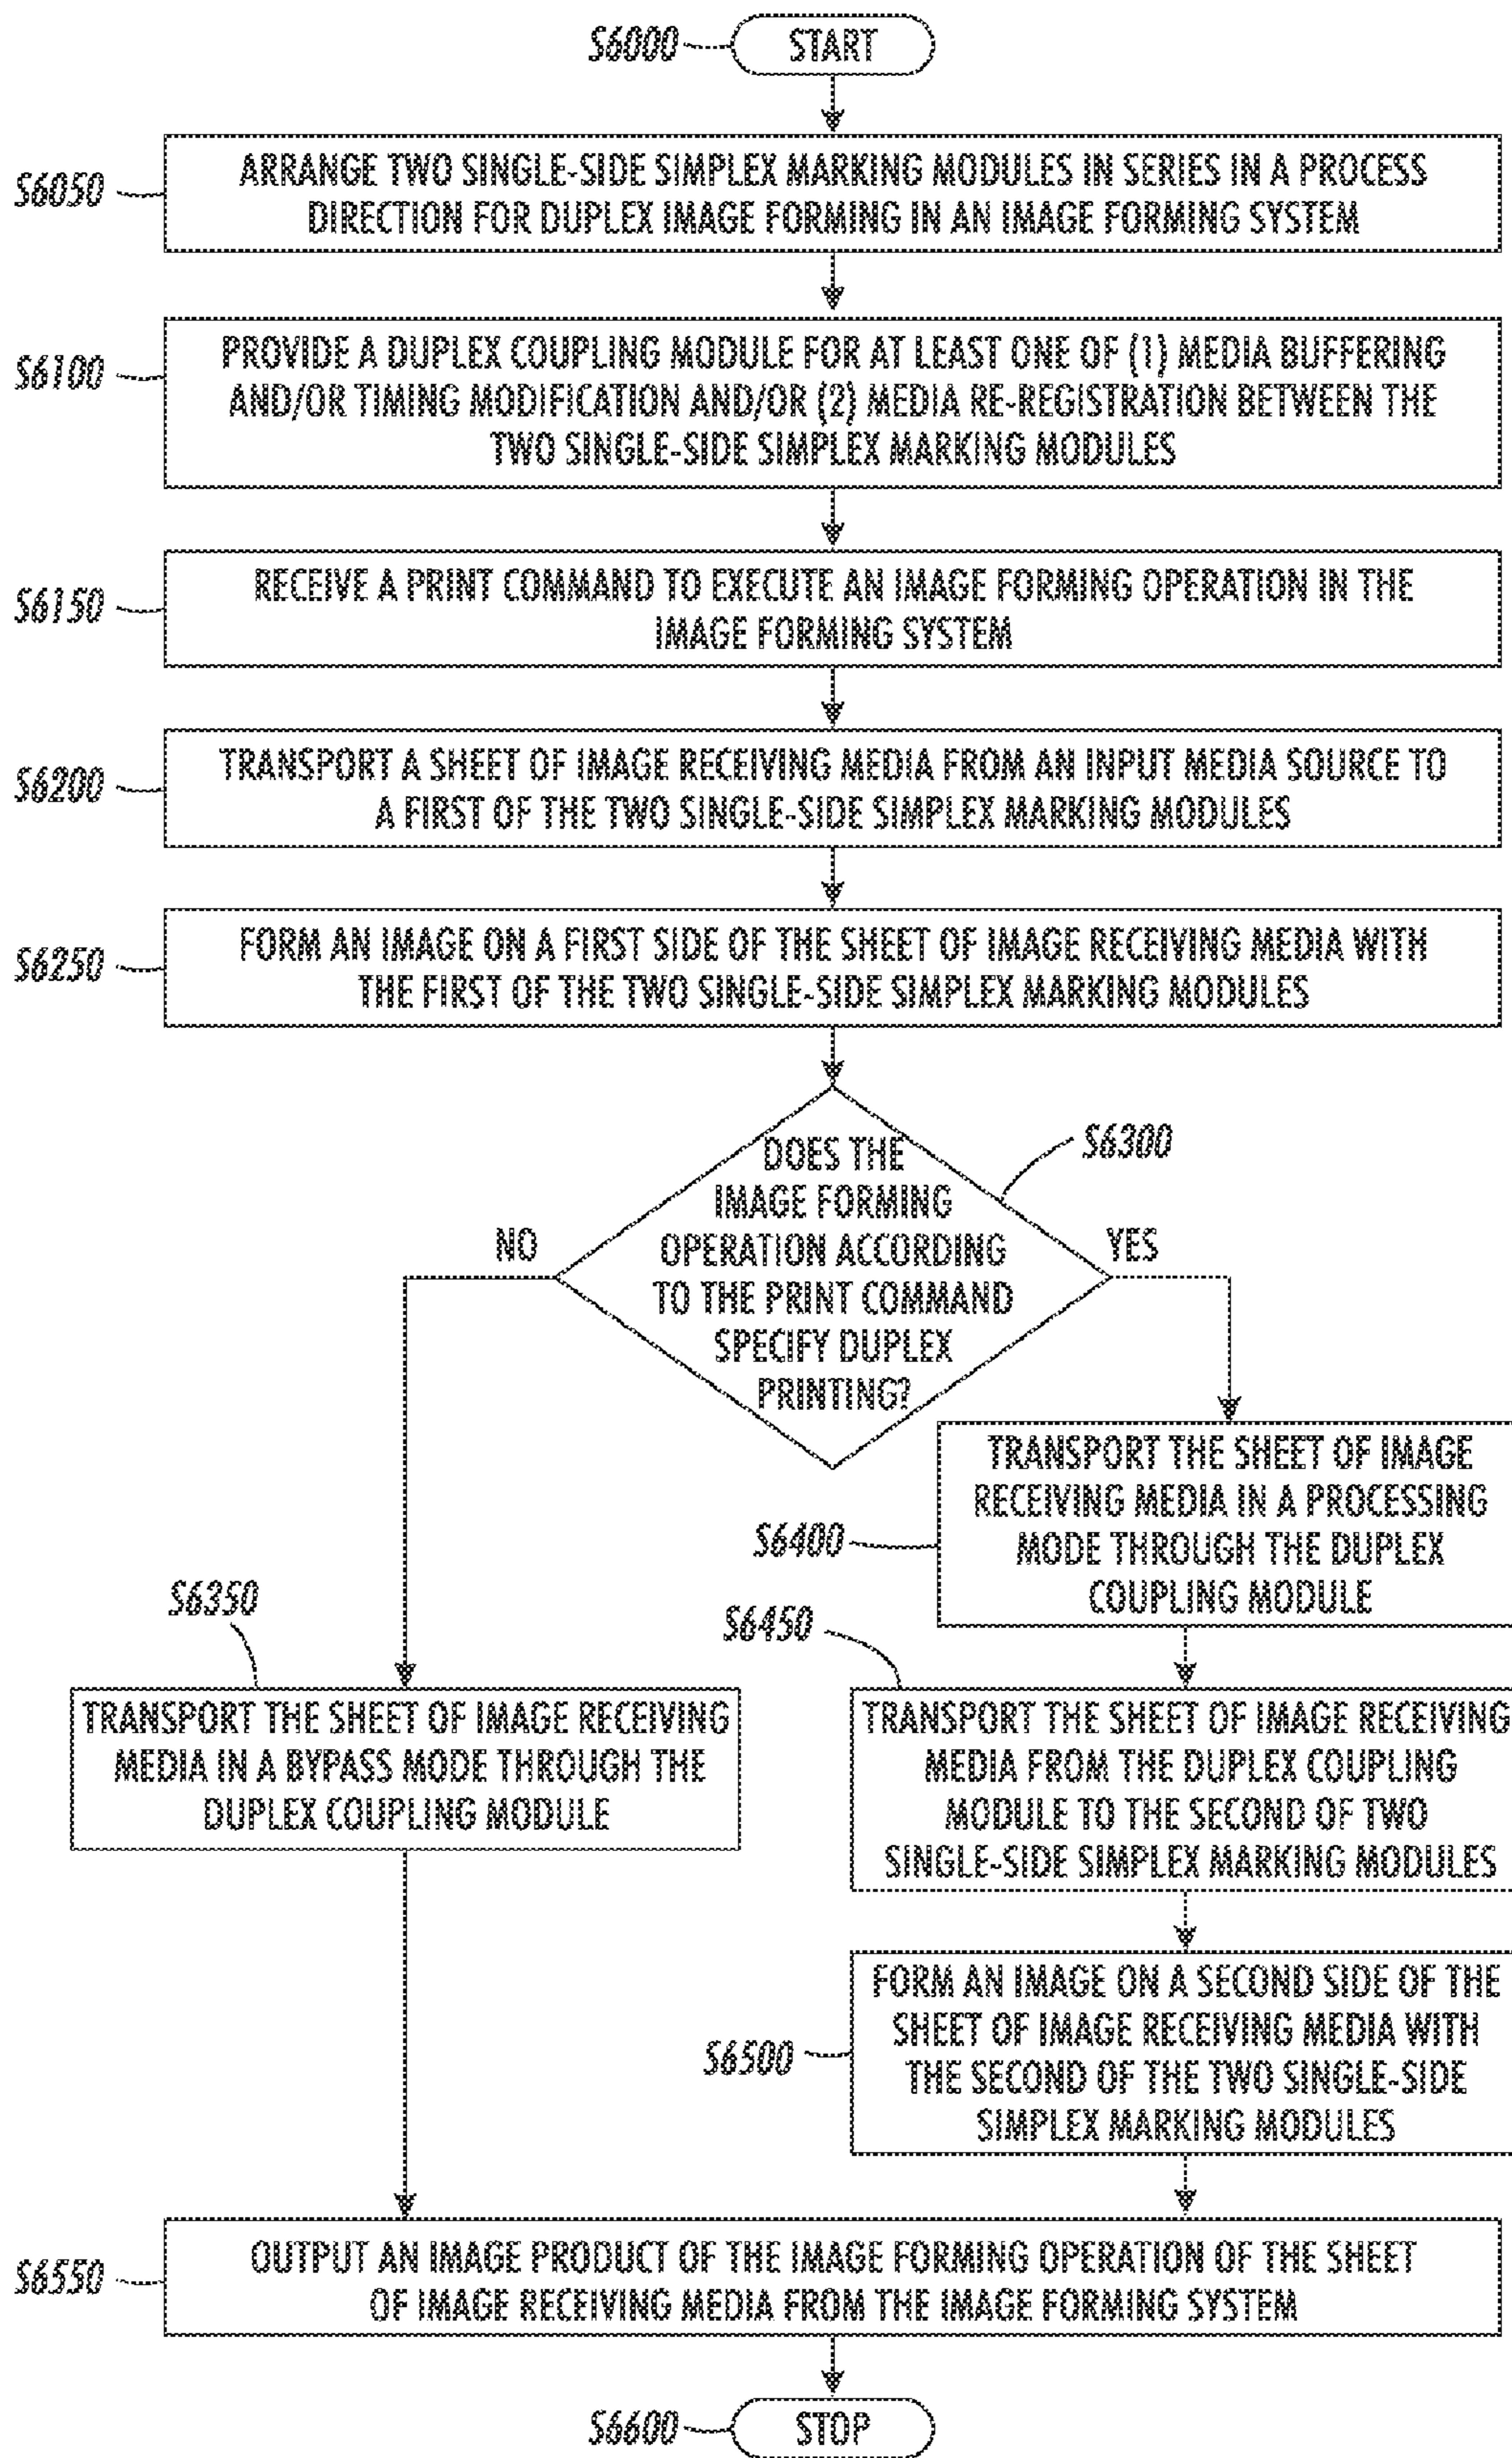 S6000
START
S6050
ARRANGE TWO SINGLE-SIDE SIMPLEX MARKING MODULES IN SERIES IN A PROCESS
DIRECTION FOR DUPLEX IMAGE FORMING IN AN IMAGE FORMING SYSTEM
S6100
PROVIDE A DUPLEX COUPLING MODULE FOR AT LEAST ONE OF (1) MEDIA BUFFERING
AND/OR TIMING MODIFICATION AND/OR (2) MEDIA RE-REGISTRATION BETWEEN THE
TWO SINGLE-SIDE SIMPLEX MARKING MODULES
S6150
RECEIVE A PRINT COMMAND TO EXECUTE AN IMAGE FORMING OPERATION IN THE
IMAGE FORMING SYSTEM
S6200
TRANSPORT A SHEET OF IMAGE RECEIVING MEDIA FROM AN INPUT MEDIA SOURCE TO
A FIRST OF THE TWO SINGLE-SIDE SIMPLEX MARKING MODULES
S6250
FORM AN IMAGE ON A FIRST SIDE OF THE SHEET OF IMAGE RECEIVING MEDIA WITH
THE FIRST OF THE TWO SINGLE-SIDE SIMPLEX MARKING MODULES
S6300
DOES THE
IMAGE FORMING
OPERATION ACCORDING
TO THE PRINT COMMAND
SPECIFY DUPLEX
PRINTING?
NO
YES
S6400
TRANSPORT THE SHEET OF IMAGE
RECEIVING MEDIA IN A PROCESSING
MODE THROUGH THE DUPLEX
COUPLING MODULE
S6350
TRANSPORT THE SHEET OF IMAGE RECEIVING
MEDIA IN A BYPASS MODE THROUGH THE
DUPLEX COUPLING MODULE
S6450
TRANSPORT THE SHEET OF IMAGE RECEIVING
MEDIA FROM THE DUPLEX COUPLING
MODULE TO THE SECOND OF TWO
SINGLE-SIDE SIMPLEX MARKING MODULES
S6500
FORM AN IMAGE ON A SECOND SIDE OF THE
SHEET OF IMAGE RECEIVING MEDIA WITH
THE SECOND OF THE TWO SINGLE-SIDE
SIMPLEX MARKING MODULES
S6550
OUTPUT AN IMAGE PRODUCT OF THE IMAGE FORMING OPERATION OF THE SHEET
OF IMAGE RECEIVING MEDIA FROM THE IMAGE FORMING SYSTEM
S6600
STOP